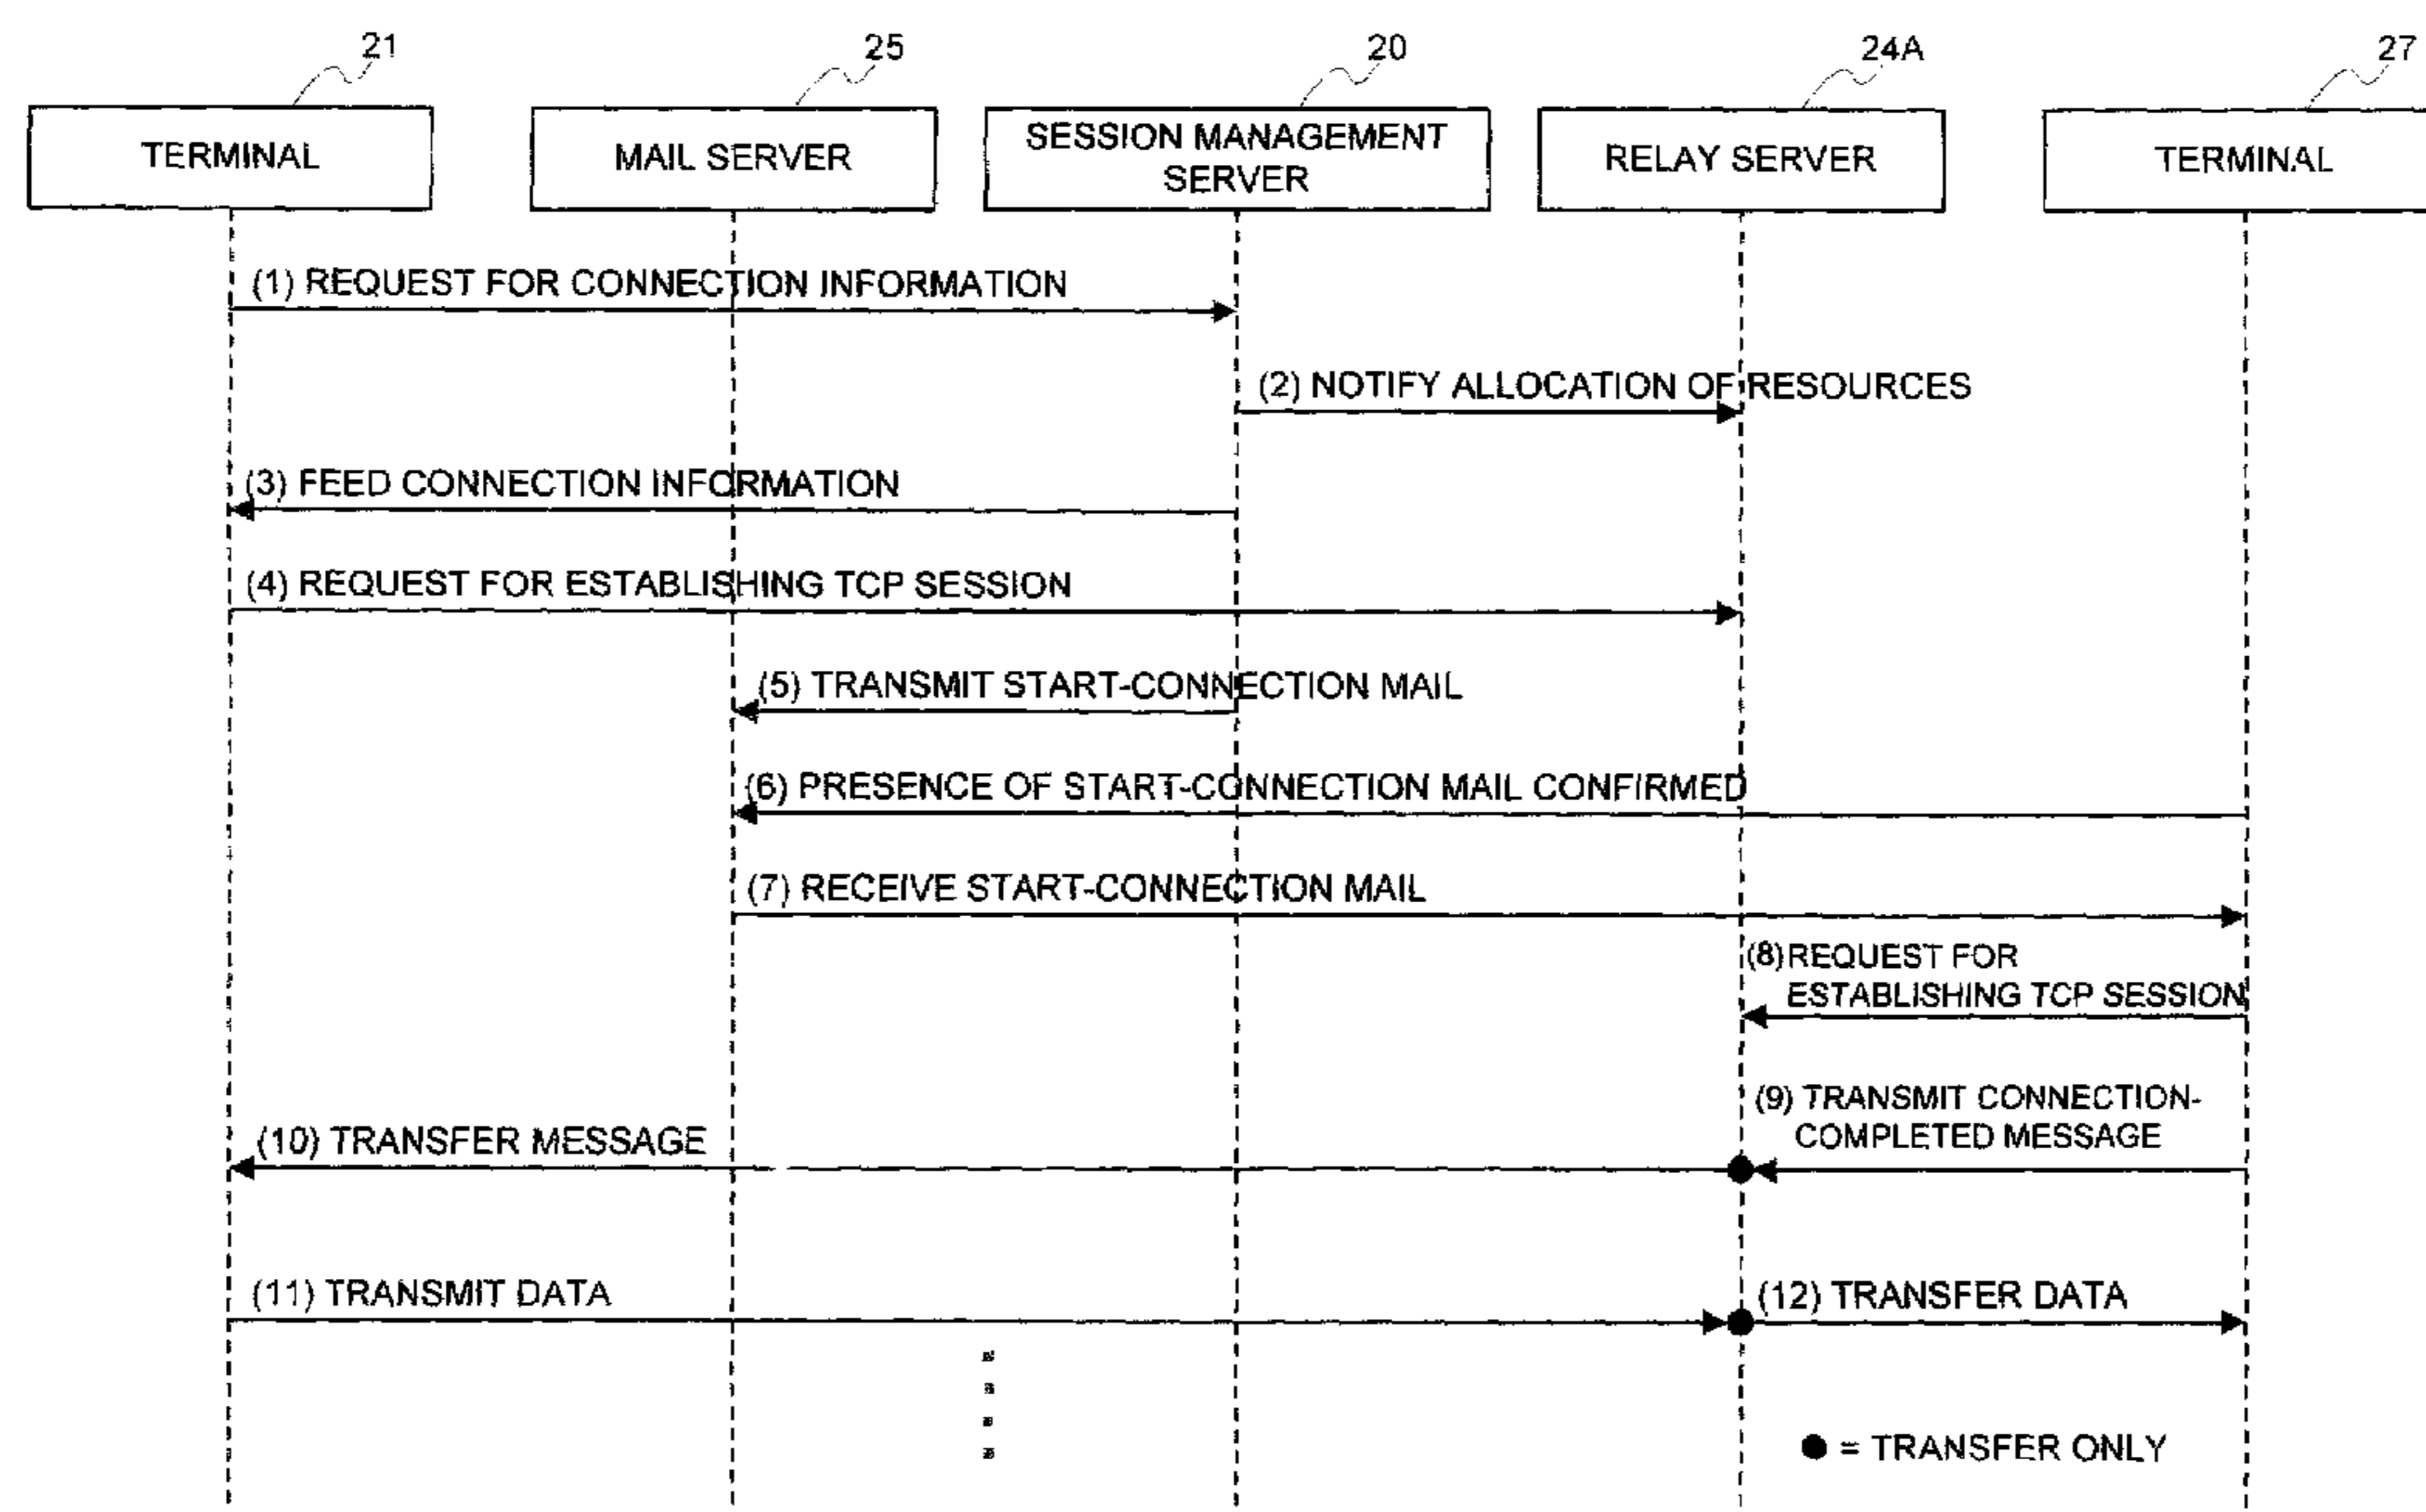 21
25
20
24A
27
TERMINAL
MAIL SERVER
SESSION MANAGEMENT
SERVER
RELAY SERVER
TERMINAL
(1) REQUEST FOR CONNECTION INFORMATION
(2) NOTIFY ALLOCATION OF RESOURCES
(3) FEED CONNECTION INFORMATION
(4) REQUEST FOR ESTABLISHING TCP SESSION
(5) TRANSMIT START-CONNECTION MAIL
(6) PRESENCE OF START-CONNECTION MAIL CONFIRMED
(7) RECEIVE START-CONNECTION MAIL
(8) REQUEST FOR
ESTABLISHING TCP SESSION
(9) TRANSMIT CONNECTION-
COMPLETED MESSAGE
(10) TRANSFER MESSAGE
(11) TRANSMIT DATA
(12) TRANSFER DATA
● = TRANSFER ONLY